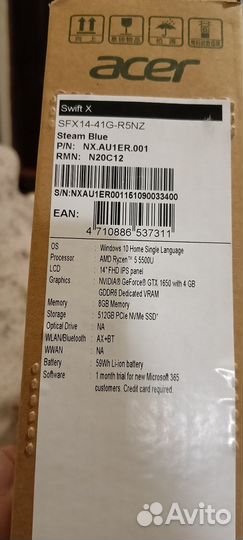 acer
Swift X
SFX14-41G-R5NZ
Steam Blue
P/N: NX.AU1ER.001
RMN: N20C12
S/N:NXAU1ER001151090033400
EAN:
4 710886 537311
OS : Windows 10 Home Single Language
Processor : AMD Ryzen™ 5 5500U
LCD : 14" FHD IPS panel
Graphics : NVIDIA® GeForce® GTX 1650 with 4 GB
GDDR6 Dedicated VRAM
Memory : 8GB Memory
Storage : 512GB PCIe NVMe SSD*
Optical Drive : NA
WLAN/Bluetooth : AX+BT
WWAN : NA
Battery : 59Wh Li-ion battery
Software : 1 month trial for new Microsoft 365
customers. Credit card required.
Avito